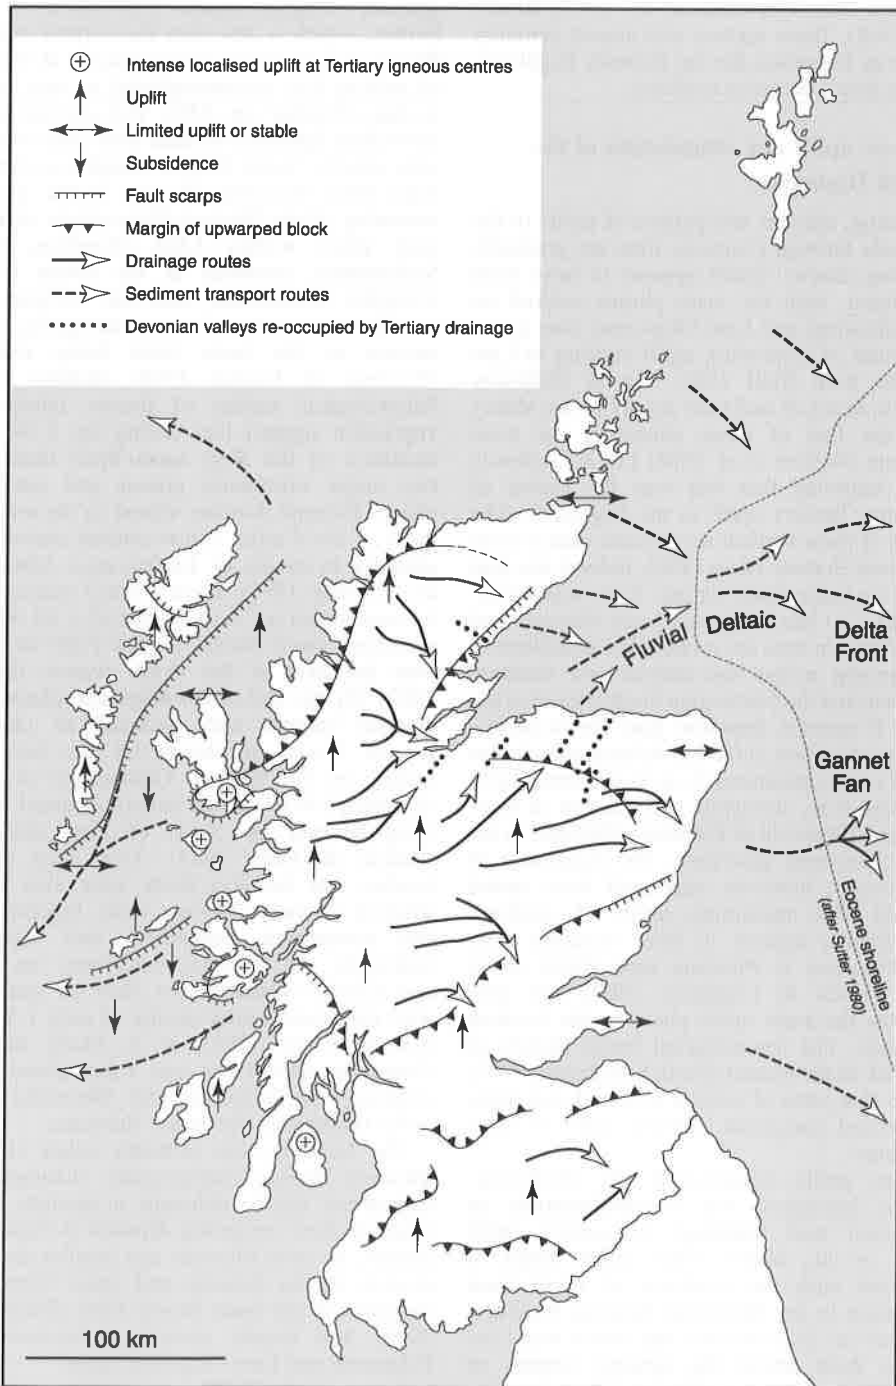 Intense localised uplift at Tertiary igneous centres
Uplift
Limited uplift or stable
Subsidence
Fault scarps
Margin of upwarped block
Drainage routes
Sediment transport routes
Devonian valleys re-occupied by Tertiary drainage
Fluvial
Deltaic
Delta
Front
Gannet
Fan
Eocene shoreline
(after Sutter 1980)
100 km